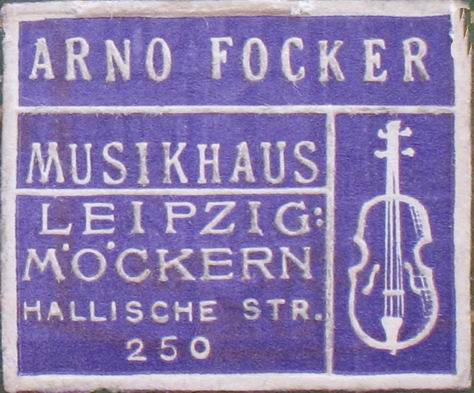 ARNO FOCKER
MUSIKHAUS
LEIPZIG:
MÖCKERN
HALLISCHE STR.
250